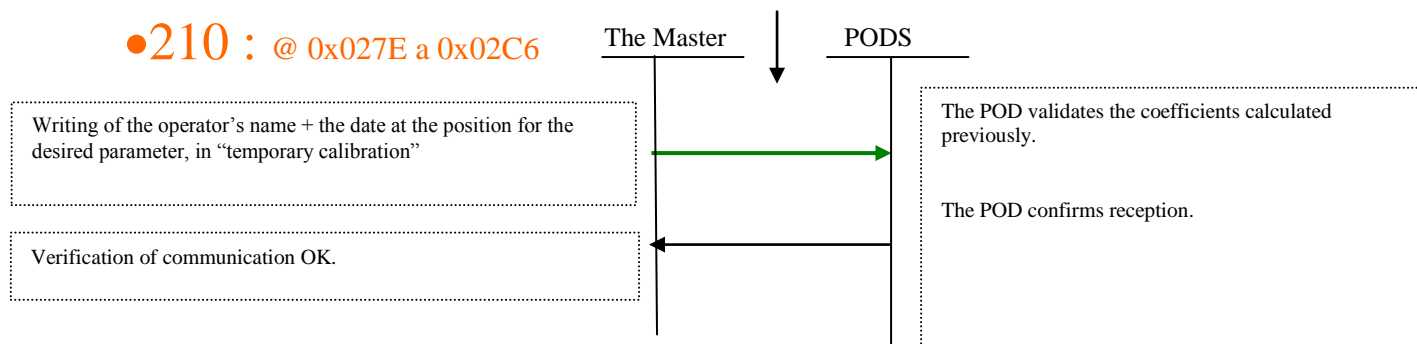 •210 : @ 0x027E a 0x02C6
The Master
PODS
Writing of the operator’s name + the date at the position for the
desired parameter, in “temporary calibration”
The POD validates the coefficients calculated
previously.
The POD confirms reception.
Verification of communication OK.